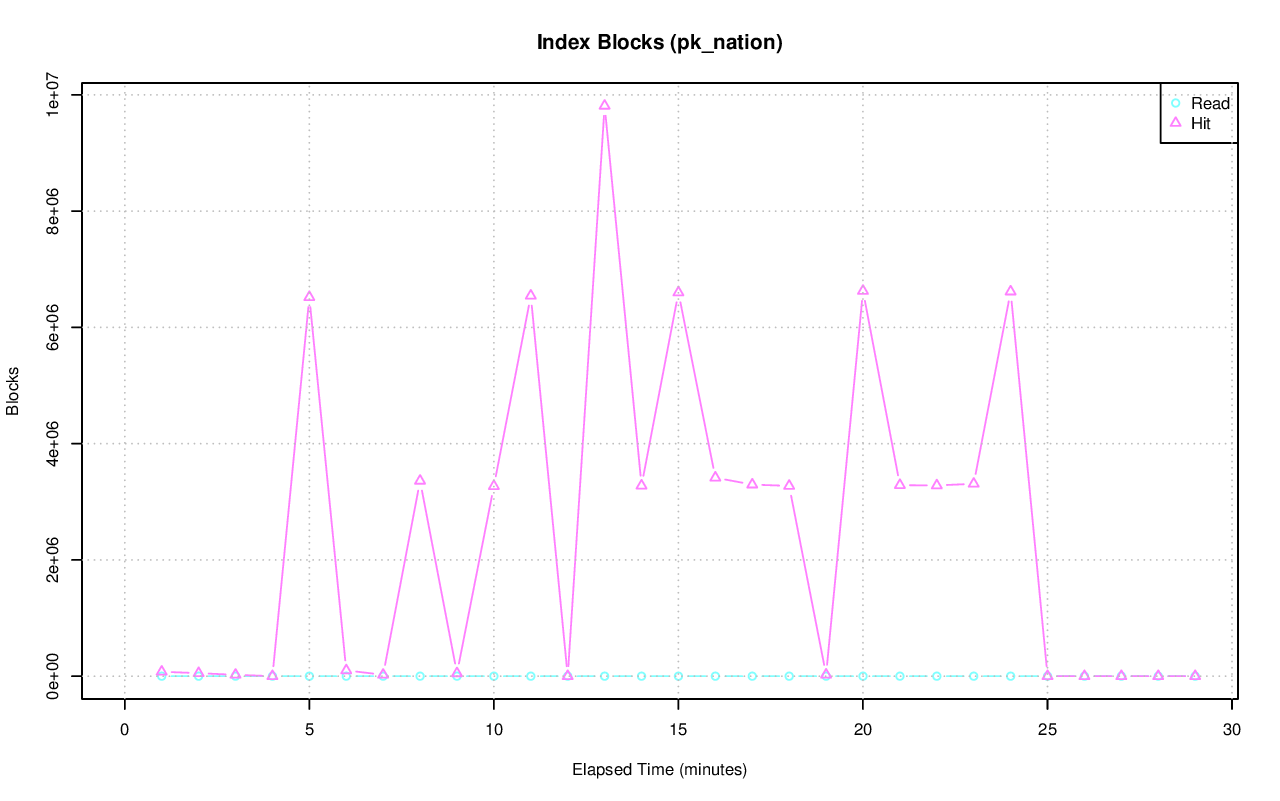 Index Blocks (pk_nation)
Read
Hit
Blocks
1e+07
8e+06
6e+06
4e+06
2e+06
0e+00
0 5 10 15 20 25 30
Elapsed Time (minutes)